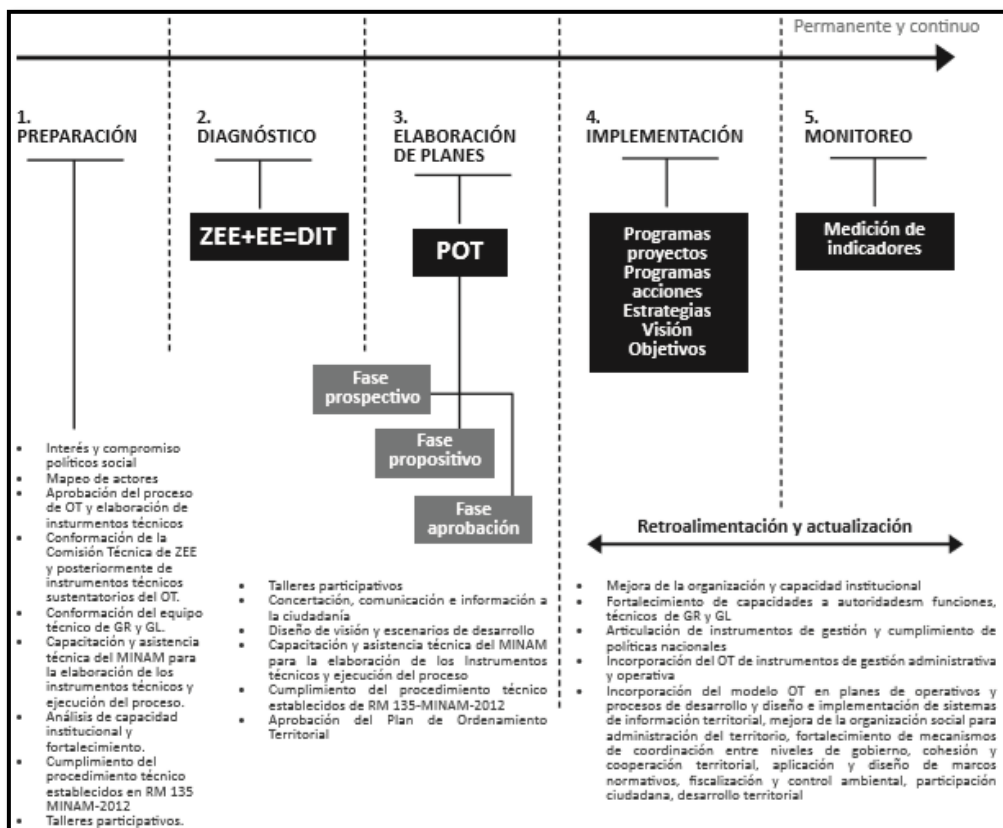 Permanente y continuo
1.
PREPARACIÓN
2.
DIAGNÓSTICO
3.
ELABORACIÓN
DE PLANES
4.
IMPLEMENTACIÓN
5.
MONITOREO
ZEE+EE=DIT
POT
Programas
proyectos
Programas
acciones
Estrategias
Visión
Objetivos
Medición de
indicadores
Fase
prospectivo
Fase
propositivo
Fase
aprobación
Retroalimentación y actualización
• Interés y compromiso
políticos social
• Mapeo de actores
• Aprobación del proceso
de OT y elaboración de
insturmentos técnicos
• Conformación de la
Comisión Técnica de ZEE
y posteriormente de
instrumentos técnicos
sustentatorios del OT.
• Conformación del equipo
técnico de GR y GL.
• Capacitación y asistencia
técnica del MINAM para
la elaboración de los
instrumentos técnicos y
ejecución del proceso.
• Análisis de capacidad
institucional y
fortalecimiento.
• Cumplimiento del
procedimiento técnico
establecidos en RM 135
MINAM-2012
• Talleres participativos.
• Talleres participativos
• Concertación, comunicación e información a
la ciudadanía
• Diseño de visión y escenarios de desarrollo
• Capacitación y asistencia técnica del MINAM
para la elaboración de los Instrumentos
técnicos y ejecución del proceso
• Cumplimiento del procedimiento técnico
establecidos de RM 135-MINAM-2012
• Aprobación del Plan de Ordenamiento
Territorial
• Mejora de la organización y capacidad institucional
• Fortalecimiento de capacidades a autoridadesm funciones,
técnicos de GR y GL
• Articulación de instrumentos de gestión y cumplimiento de
políticas nacionales
• Incorporación del OT de instrumentos de gestión administrativa
y operativa
• Incorporación del modelo OT en planes de operativos y
procesos de desarrollo y diseño e implementación de sistemas
de información territorial, mejora de la organización social para
administración del territorio, fortalecimiento de mecanismos
de coordinación entre niveles de gobierno, cohesión y
cooperación territorial, aplicación y diseño de marcos
normativos, fiscalización y control ambiental, participación
ciudadana, desarrollo territorial